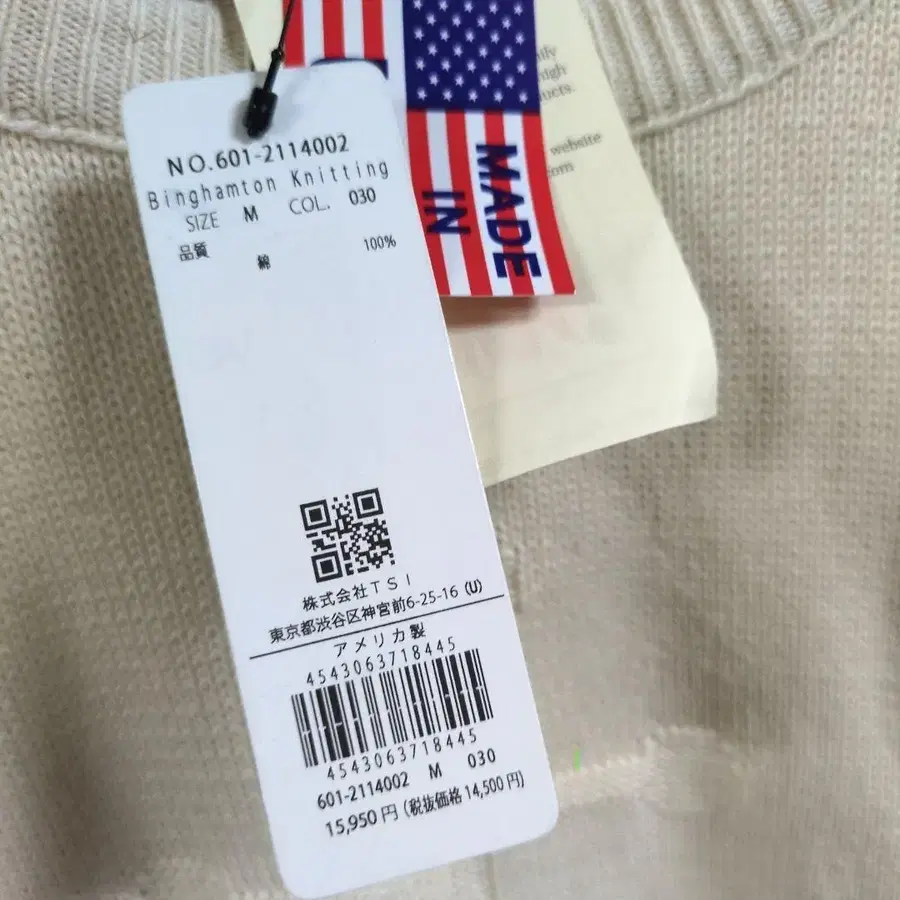 NO.601-2114002
Binghamton Knitting
SIZE M COL. 030
品質 綿 100%
株式会社TSI
東京都渋谷区神宮前6-25-16 (U)
アメリカ製
4543063718445
4543063718445
601-2114002 M 030
15,950円 (税抜価格 14,500円)
MADE
IN
high
website